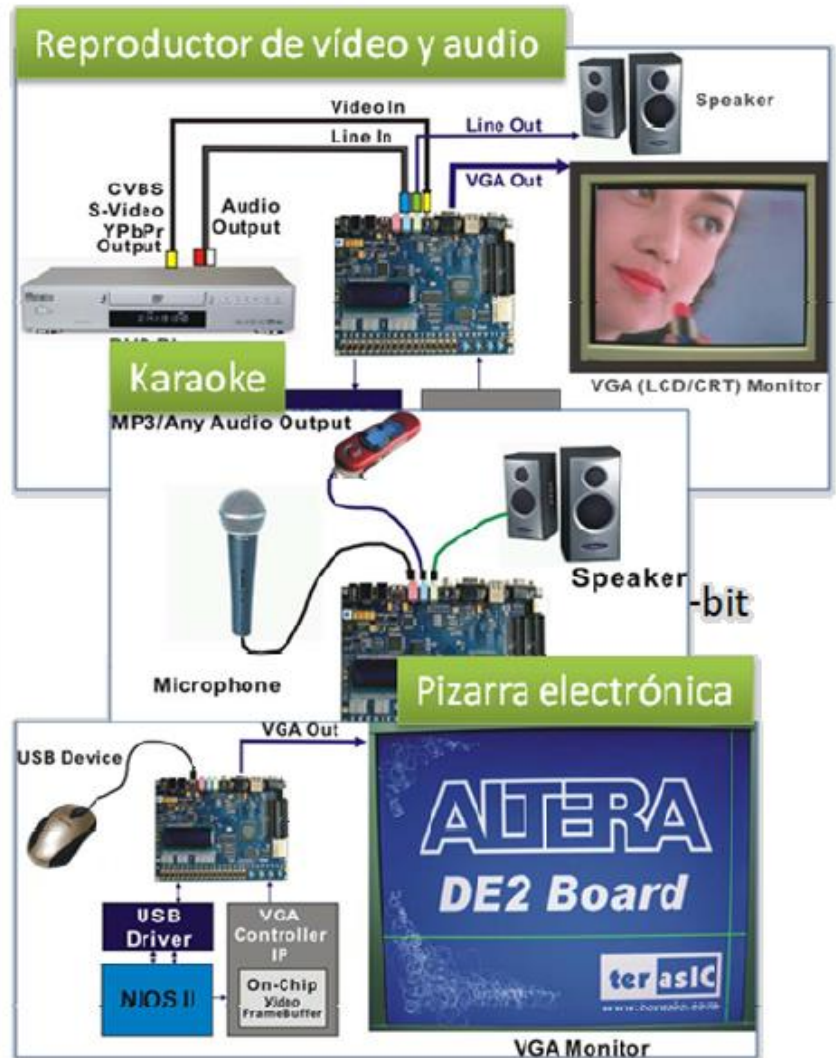 Reproductor de vídeo y audio
Video In
Line In
Line Out
Speaker
VGA Out
CVBS
S-Video
YPbPr
Output
Audio
Output
VGA (LCD/CRT) Monitor
Karaoke
MP3/Any Audio Output
Speaker
-bit
Microphone
Pizarra electrónica
VGA Out
USB Device
ALTERA
DE2 Board
USB
Driver
VGA
Controller
IP
NIOS II
On-Chip
Video
FrameBuffer
terasIC
VGA Monitor